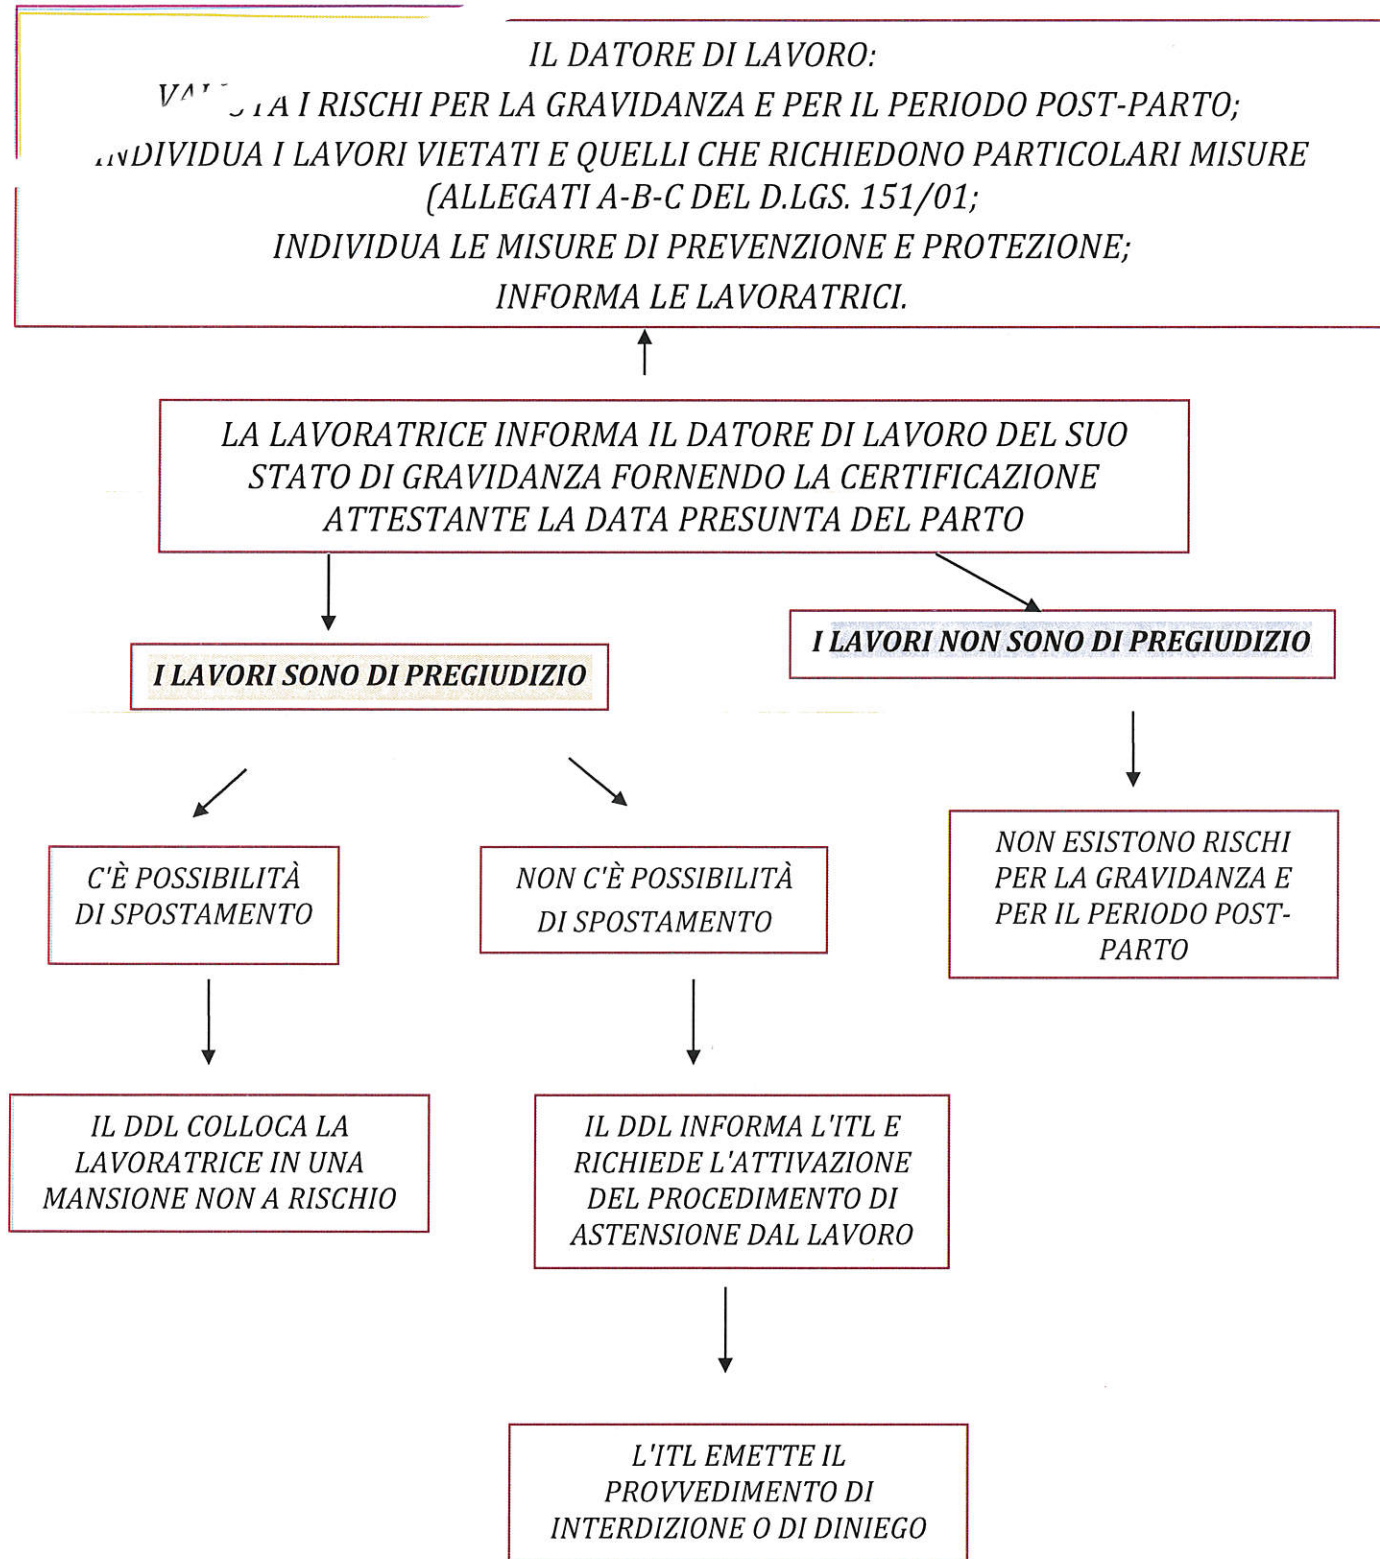 IL DATORE DI LAVORO:
I RISCHI PER LA GRAVIDANZA E PER IL PERIODO POST-PARTO;
INDIVIDUA I LAVORI VIETATI E QUELLI CHE RICHIEDONO PARTICOLARI MISURE
(ALLEGATI A-B-C DEL D.LGS. 151/01;
INDIVIDUA LE MISURE DI PREVENZIONE E PROTEZIONE;
INFORMA LE LAVORATRICI.
LA LAVORATRICE INFORMA IL DATORE DI LAVORO DEL SUO
STATO DI GRAVIDANZA FORNENDO LA CERTIFICAZIONE
ATTESTANTE LA DATA PRESUNTA DEL PARTO
I LAVORI SONO DI PREGIUDIZIO
I LAVORI NON SONO DI PREGIUDIZIO
C'È POSSIBILITÀ
DI SPOSTAMENTO
NON C'È POSSIBILITÀ
DI SPOSTAMENTO
NON ESISTONO RISCHI
PER LA GRAVIDANZA E
PER IL PERIODO POST-
PARTO
IL DDL COLLOCA LA
LAVORATRICE IN UNA
MANSIONE NON A RISCHIO
IL DDL INFORMA L'ITL E
RICHIEDE L'ATTIVAZIONE
DEL PROCEDIMENTO DI
ASTENSIONE DAL LAVORO
L'ITL EMETTE IL
PROVVEDIMENTO DI
INTERDIZIONE O DI DINIEGO